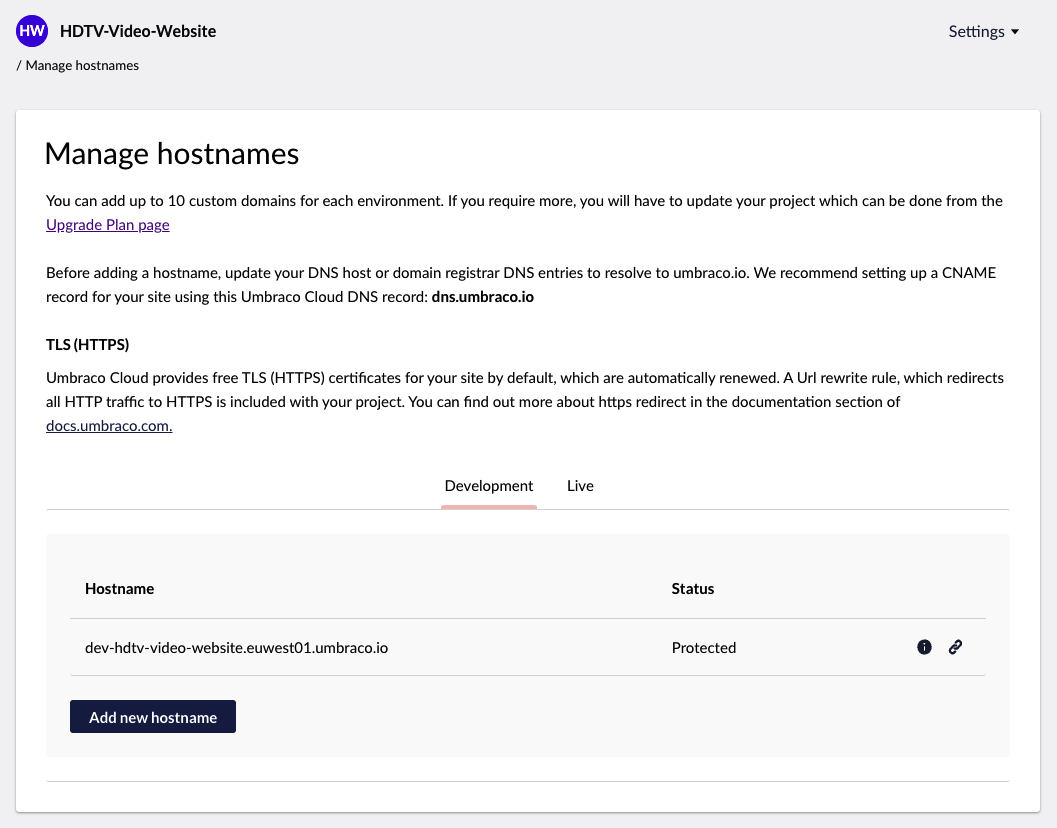 HW HDTV-Video-Website Settings
/ Manage hostnames
Manage hostnames
You can add up to 10 custom domains for each environment. If you require more, you will have to update your project which can be done from the
Upgrade Plan page
Before adding a hostname, update your DNS host or domain registrar DNS entries to resolve to umbraco.io. We recommend setting up a CNAME
record for your site using this Umbraco Cloud DNS record: dns.umbraco.io
TLS (HTTPS)
Umbraco Cloud provides free TLS (HTTPS) certificates for your site by default, which are automatically renewed. A Url rewrite rule, which redirects
all HTTP traffic to HTTPS is included with your project. You can find out more about https redirect in the documentation section of
docs.umbraco.com.
Development Live
Hostname Status
dev-hdtv-video-website.euwest01.umbraco.io Protected
Add new hostname